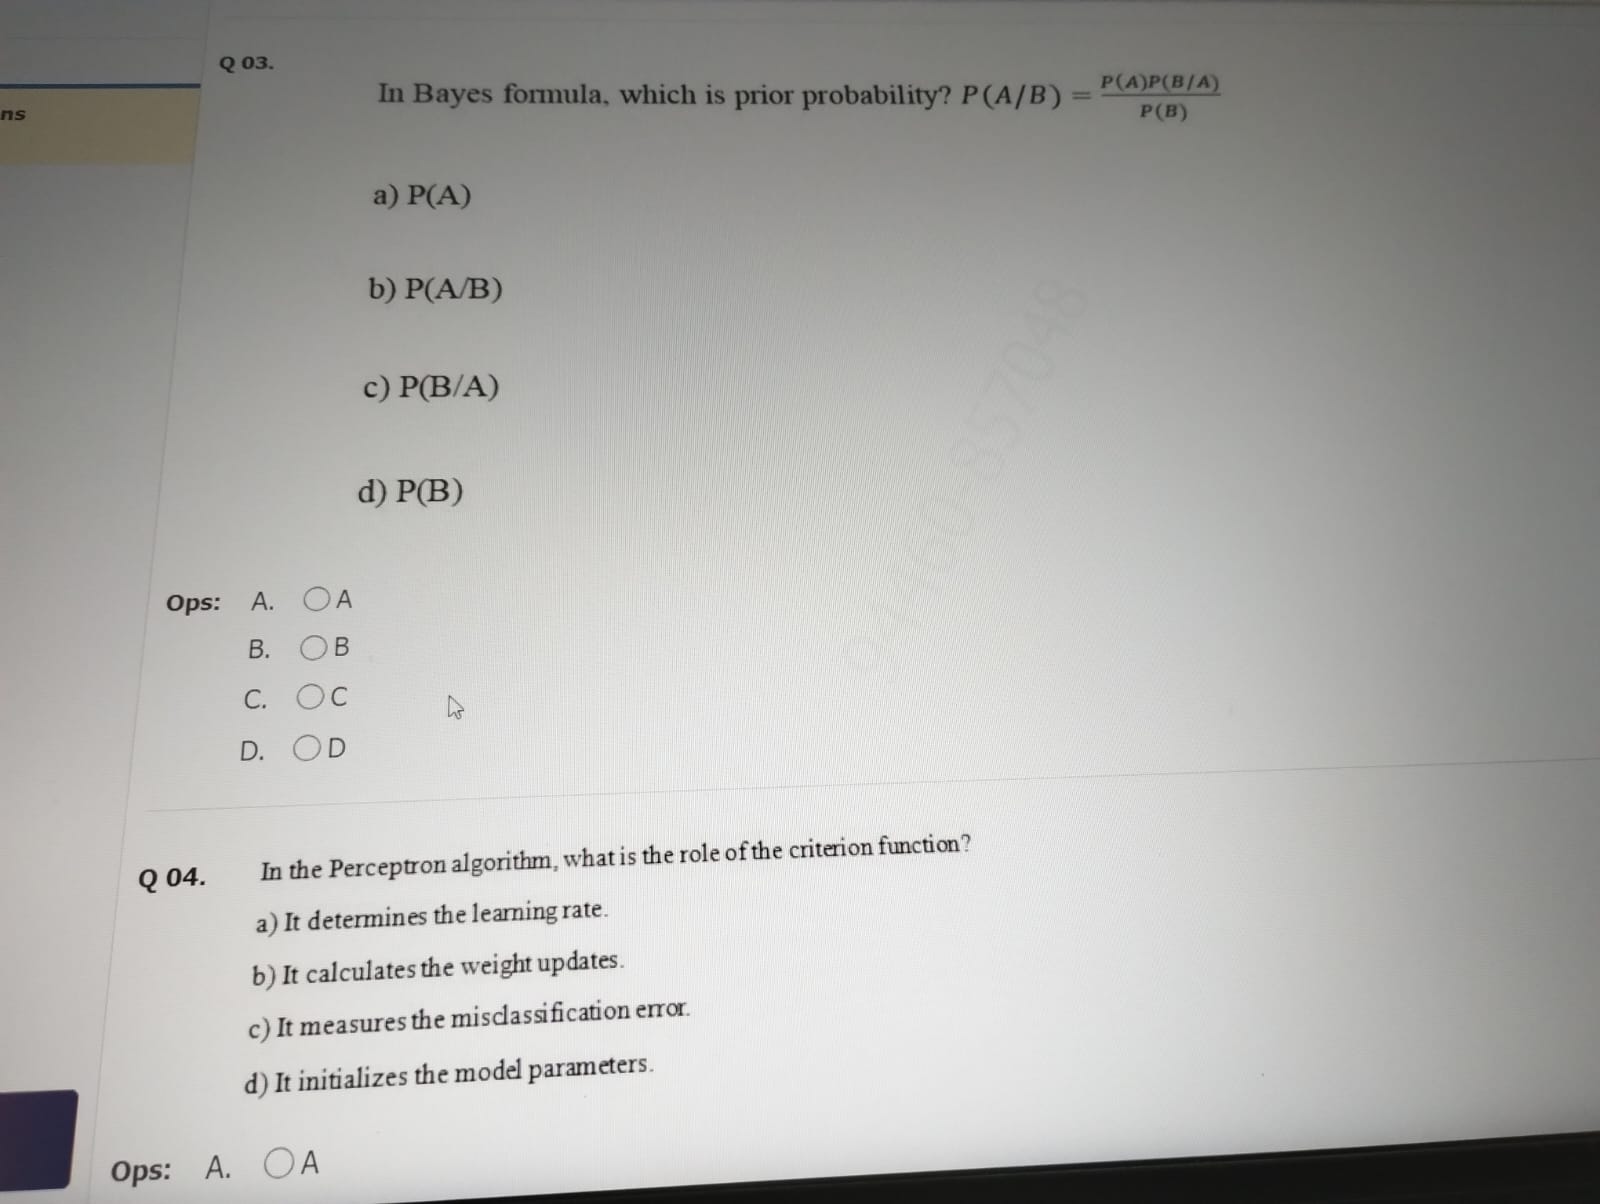 ns
Q 03.
In Bayes formula, which is prior probability? P(A/B) = P(A)P(B/A) / P(B)
a) P(A)
b) P(A/B)
c) P(B/A)
d) P(B)
Ops: A. A
B. B
C. C
D. D
Q 04. In the Perceptron algorithm, what is the role of the criterion function?
a) It determines the learning rate.
b) It calculates the weight updates.
c) It measures the misclassification error.
d) It initializes the model parameters.
Ops: A. A